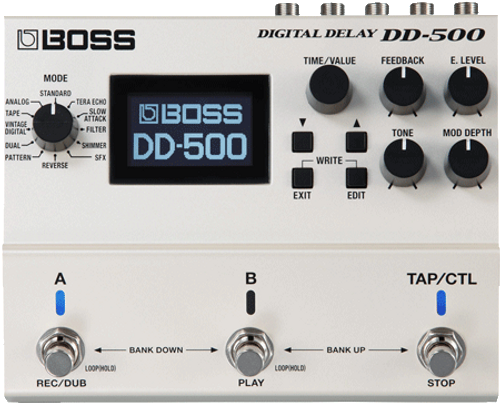 BOSS
DIGITAL DELAY DD-500
MODE
STANDARD
ANALOG
TERA ECHO
TAPE
SLOW
ATTACK
VINTAGE
DIGITAL
FILTER
DUAL
SHIMMER
PATTERN
SFX
REVERSE
BOSS
DD-500
TIME/VALUE
FEEDBACK
E. LEVEL
▼
▲
TONE
MOD DEPTH
WRITE
EXIT
EDIT
A
B
TAP/CTL
BANK DOWN
BANK UP
LOOP(HOLD)
LOOP(HOLD)
REC/DUB
PLAY
STOP